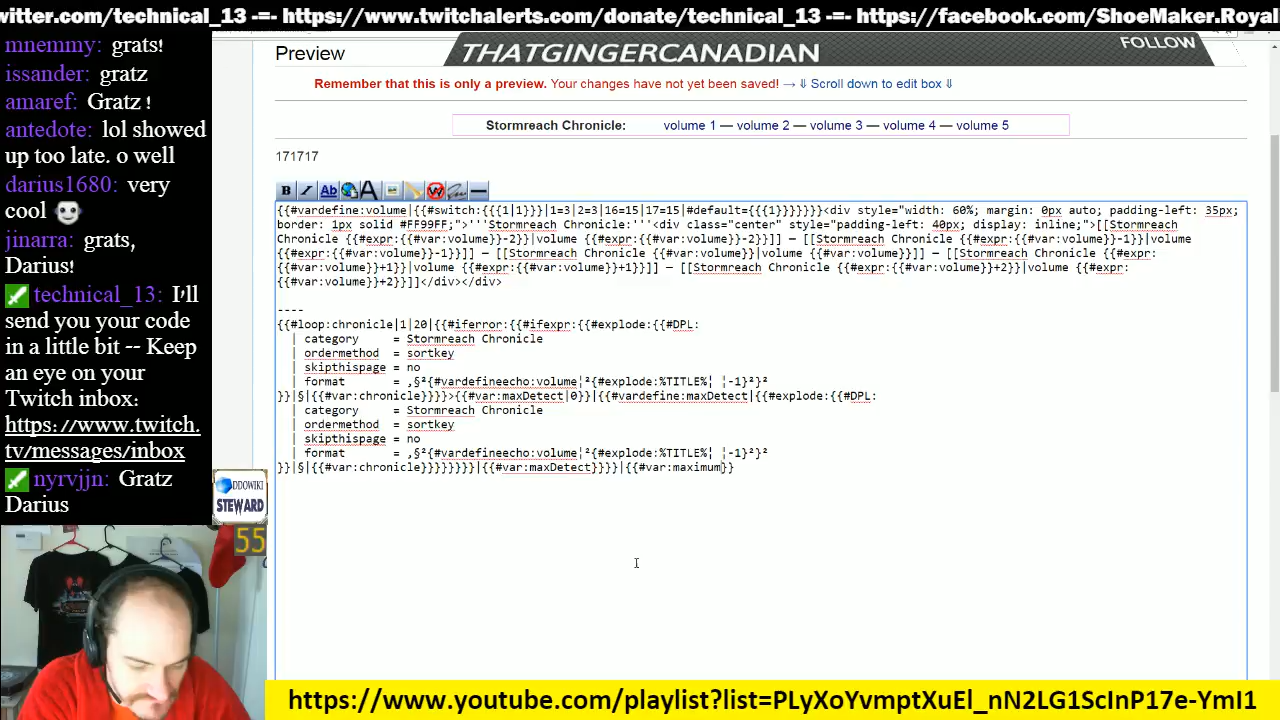 witter.com/technical_13 -=- https://www.twitchalerts.com/donate/technical_13 -=- https://facebook.com/ShoeMaker.Royal
mnemmy: grats!
issander: gratz
amaref: Gratz !
antedote: lol showed
up too late. o well
darius1680: very
cool
jinarra: grats,
Darius!
technical_13: I'll
send you your code
in a little bit -- Keep
an eye on your
Twitch inbox:
https://www.twitch.
tv/messages/inbox
nyrvjjn: Gratz
Darius
DDOWIKI
STEWARD
55
Preview
THATGINGERCANADIAN
FOLLOW
Remember that this is only a preview. Your changes have not yet been saved! → ⇓ Scroll down to edit box ⇓
Stormreach Chronicle: volume 1 — volume 2 — volume 3 — volume 4 — volume 5
171717
B I Ab A W
{{#vardefine:volume|{{#switch:{{{1|1}}}|1=3|2=3|16=15|17=15|#default={{{1}}}}}}}<div style="width: 60%; margin: 0px auto; padding-left: 35px;
border: 1px solid #FF99FF;">'''Stormreach Chronicle:'''<div class="center" style="padding-left: 40px; display: inline;">[[Stormreach
Chronicle {{#expr:{{#var:volume}}-2}}|volume {{#expr:{{#var:volume}}-2}}]] — [[Stormreach Chronicle {{#expr:{{#var:volume}}-1}}|volume
{{#expr:{{#var:volume}}-1}}]] — [[Stormreach Chronicle {{#var:volume}}|volume {{#var:volume}}]] — [[Stormreach Chronicle {{#expr:
{{#var:volume}}+1}}|volume {{#expr:{{#var:volume}}+1}}]] — [[Stormreach Chronicle {{#expr:{{#var:volume}}+2}}|volume {{#expr:
{{#var:volume}}+2}}]]</div></div>
----
{{#loop:chronicle|1|20|{{#iferror:{{#ifexpr:{{#explode:{{#DPL:
| category = Stormreach Chronicle
| ordermethod = sortkey
| skipthispage = no
| format = ,§²{#vardefineecho:volume¦²{#explode:%TITLE%¦ ¦-1}²}²
}}|§|{{#var:chronicle}}}}>{{#var:maxDetect|0}}|{{#vardefine:maxDetect|{{#explode:{{#DPL:
| category = Stormreach Chronicle
| ordermethod = sortkey
| skipthispage = no
| format = ,§²{#vardefineecho:volume¦²{#explode:%TITLE%¦ ¦-1}²}²
}}|§|{{#var:chronicle}}}}}}}}|{{#var:maxDetect}}}}|{{#var:maximum}}
https://www.youtube.com/playlist?list=PLyXoYvmptXuEl_nN2LG1ScInP17e-YmI1